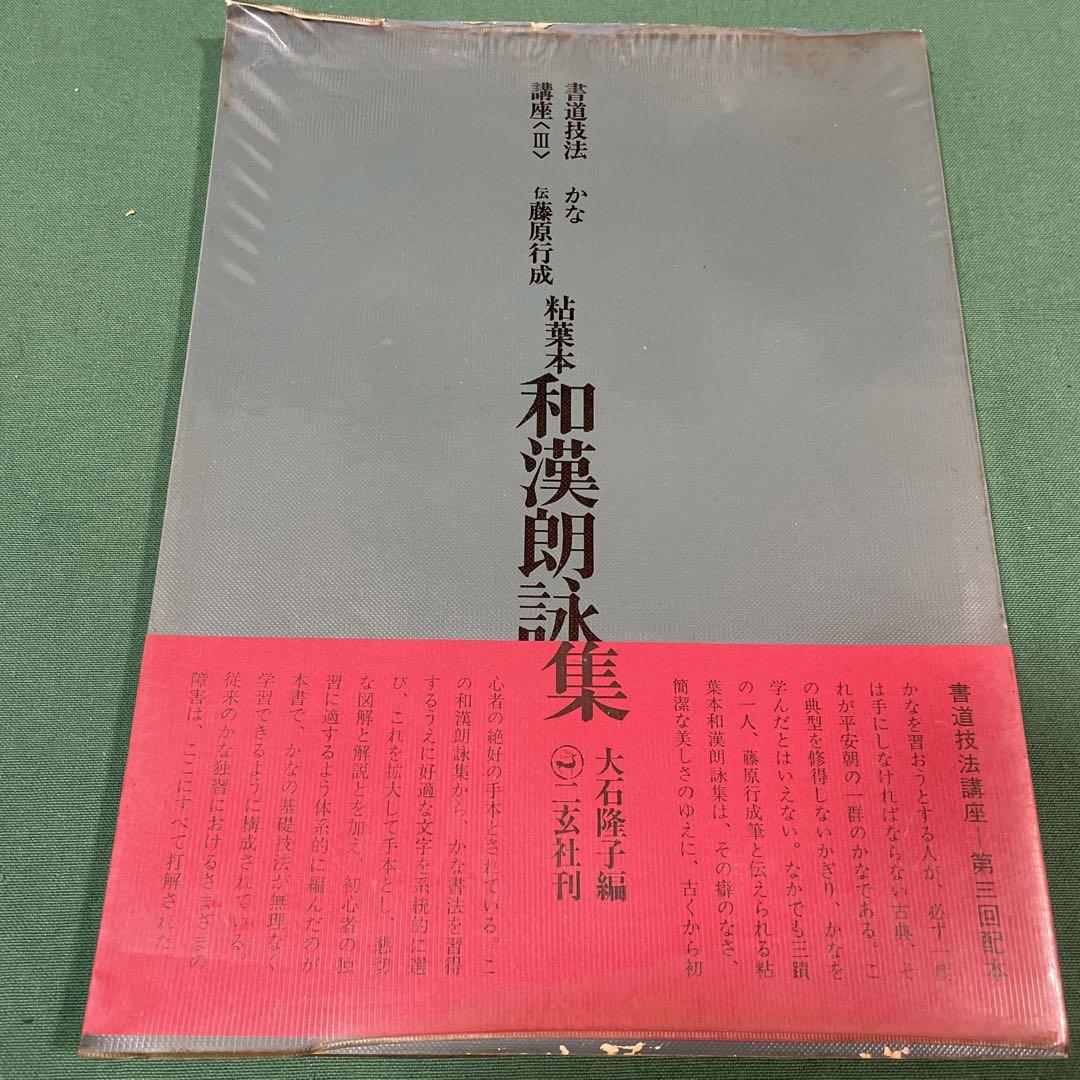 書道技法
講座〈III〉
かな
伝藤原行成
粘葉本
和漢朗詠集
大石隆子編
二玄社刊
書道技法講座―第三回配本
かなを習おうとする人が、必ず一度
は手にしなければならない古典、そ
れが平安朝の一群のかなである。こ
の典型を修得しないかぎり、かなを
学んだとはいえない。なかでも三蹟
の一人、藤原行成筆と伝えられる粘
葉本和漢朗詠集は、その癖のなさ、
簡潔な美しさのゆえに、古くから初
心者の絶好の手本とされている。こ
の和漢朗詠集から、かな書法を習得
するうえに好適な文字を系統的に選
び、これを拡大して手本とし、懇切
な図解と解説とを加え、初心者の独
習に適するよう体系的に編んだのが
本書で、かなの基礎技法が無理なく
学習できるように構成されている。
従来のかな独習におけるさまざまの
障害は、ここにすべて打解された。